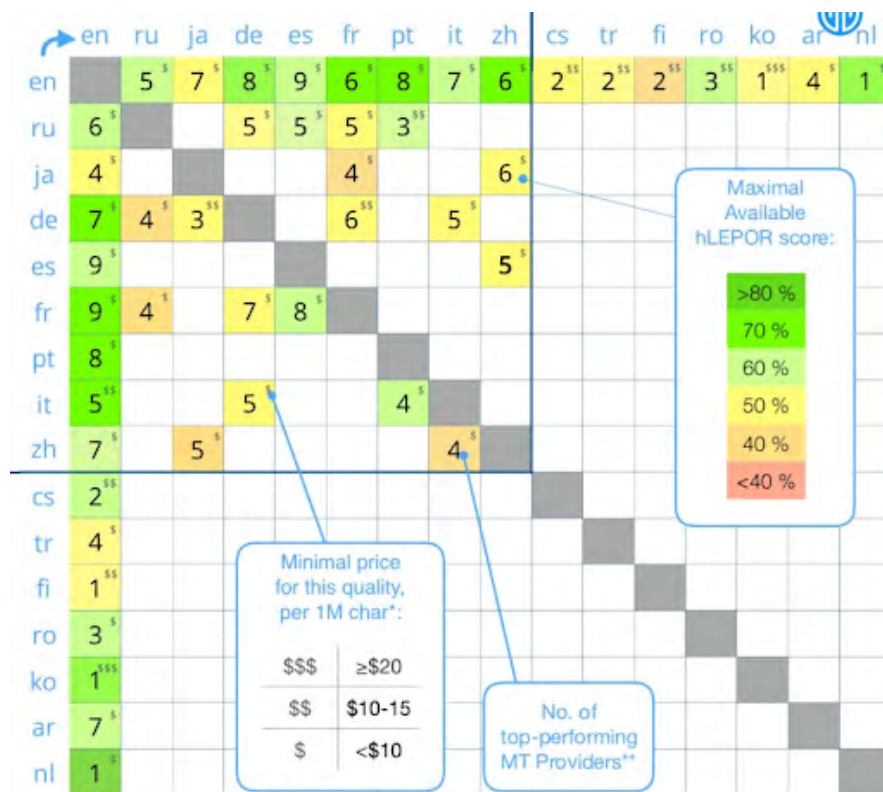 en ru ja de es fr pt it zh cs tr fi ro ko ar nl
en 5$ 7$ 8$ 9$ 6$ 8$ 7$ 6$ 2$$ 2$$ 2$$ 3$$ 1$$$ 4$ 1$
ru 6$ 5$ 5$ 5$ 3$$
ja 4$ 4$ 6$
de 7$ 4$ 3$$ 6$$ 5$
es 9$ 5$
fr 9$ 4$ 7$ 8$
pt 8$
it 5$$ 5$ 4$
zh 7$ 5$ 4$
cs 2$$
tr 4$
fi 1$$
ro 3$
ko 1$$$
ar 7$
nl 1$
Maximal
Available
hLEPOR score:
>80 %
70 %
60 %
50 %
40 %
<40 %
Minimal price
for this quality,
per 1M char*:
$$$ ≥$20
$$ $10-15
$ <$10
No. of
top-performing
MT Providers**